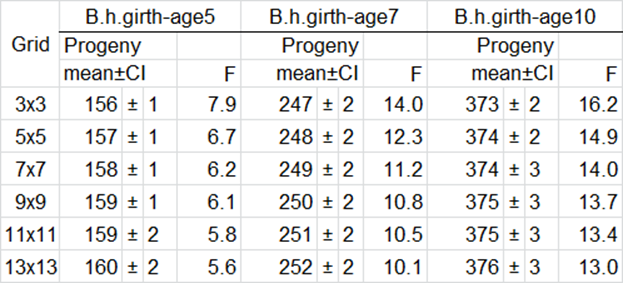 B.h.girth-age5 B.h.girth-age7 B.h.girth-age10
Grid Progeny Progeny Progeny
mean±CI F mean±CI F mean±CI F
3x3 156 ± 1 7.9 247 ± 2 14.0 373 ± 2 16.2
5x5 157 ± 1 6.7 248 ± 2 12.3 374 ± 2 14.9
7x7 158 ± 1 6.2 249 ± 2 11.2 374 ± 3 14.0
9x9 159 ± 1 6.1 250 ± 2 10.8 375 ± 3 13.7
11x11 159 ± 2 5.8 251 ± 2 10.5 375 ± 3 13.4
13x13 160 ± 2 5.6 252 ± 2 10.1 376 ± 3 13.0